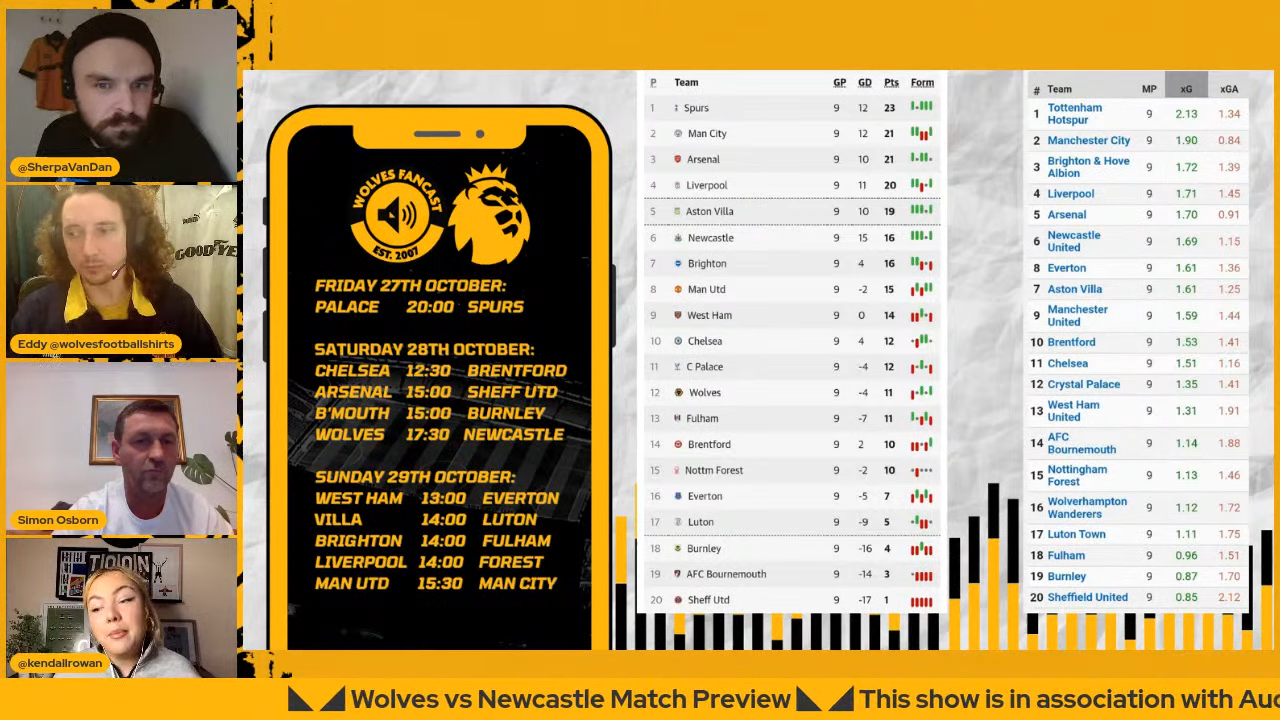 @SherpaVanDan
GOODYE
Eddy @wolvesfootballshirts
Simon Osborn
TOON
@kendallrowan
WOLVES FANCAST
EST. 2007
FRIDAY 27TH OCTOBER:
PALACE 20:00 SPURS
SATURDAY 28TH OCTOBER:
CHELSEA 12:30 BRENTFORD
ARSENAL 15:00 SHEFF UTD
B'MOUTH 15:00 BURNLEY
WOLVES 17:30 NEWCASTLE
SUNDAY 29TH OCTOBER:
WEST HAM 13:00 EVERTON
VILLA 14:00 LUTON
BRIGHTON 14:00 FULHAM
LIVERPOOL 14:00 FOREST
MAN UTD 15:30 MAN CITY
P Team GP GD Pts Form
1 Spurs 9 12 23
2 Man City 9 12 21
3 Arsenal 9 10 21
4 Liverpool 9 11 20
5 Aston Villa 9 10 19
6 Newcastle 9 15 16
7 Brighton 9 4 16
8 Man Utd 9 -2 15
9 West Ham 9 0 14
10 Chelsea 9 4 12
11 C Palace 9 -4 12
12 Wolves 9 -4 11
13 Fulham 9 -7 11
14 Brentford 9 2 10
15 Nottm Forest 9 -2 10
16 Everton 9 -5 7
17 Luton 9 -9 5
18 Burnley 9 -16 4
19 AFC Bournemouth 9 -14 3
20 Sheff Utd 9 -17 1
# Team MP xG xGA
1 Tottenham Hotspur 9 2.13 1.34
2 Manchester City 9 1.90 0.84
3 Brighton & Hove Albion 9 1.72 1.39
4 Liverpool 9 1.71 1.45
5 Arsenal 9 1.70 0.91
6 Newcastle United 9 1.69 1.15
8 Everton 9 1.61 1.36
7 Aston Villa 9 1.61 1.25
9 Manchester United 9 1.59 1.44
10 Brentford 9 1.53 1.41
11 Chelsea 9 1.51 1.16
12 Crystal Palace 9 1.35 1.41
13 West Ham United 9 1.31 1.91
14 AFC Bournemouth 9 1.14 1.88
15 Nottingham Forest 9 1.13 1.46
16 Wolverhampton Wanderers 9 1.12 1.72
17 Luton Town 9 1.11 1.75
18 Fulham 9 0.96 1.51
19 Burnley 9 0.87 1.70
20 Sheffield United 9 0.85 2.12
Wolves vs Newcastle Match Preview This show is in association with Auc